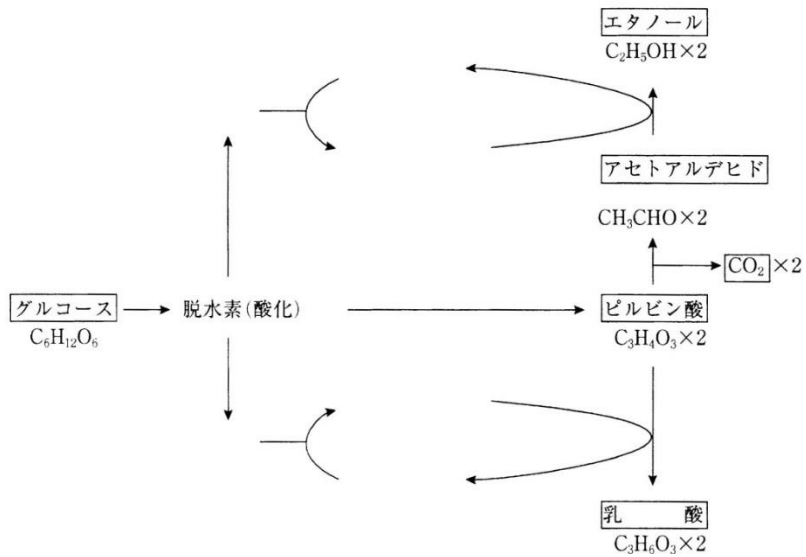 エタノール
C₂H₅OH×2
アセトアルデヒド
CH₃CHO×2
CO₂ ×2
グルコース 脱水素(酸化) ピルビン酸
C₆H₁₂O₆ C₃H₄O₃×2
乳 酸
C₃H₆O₃×2